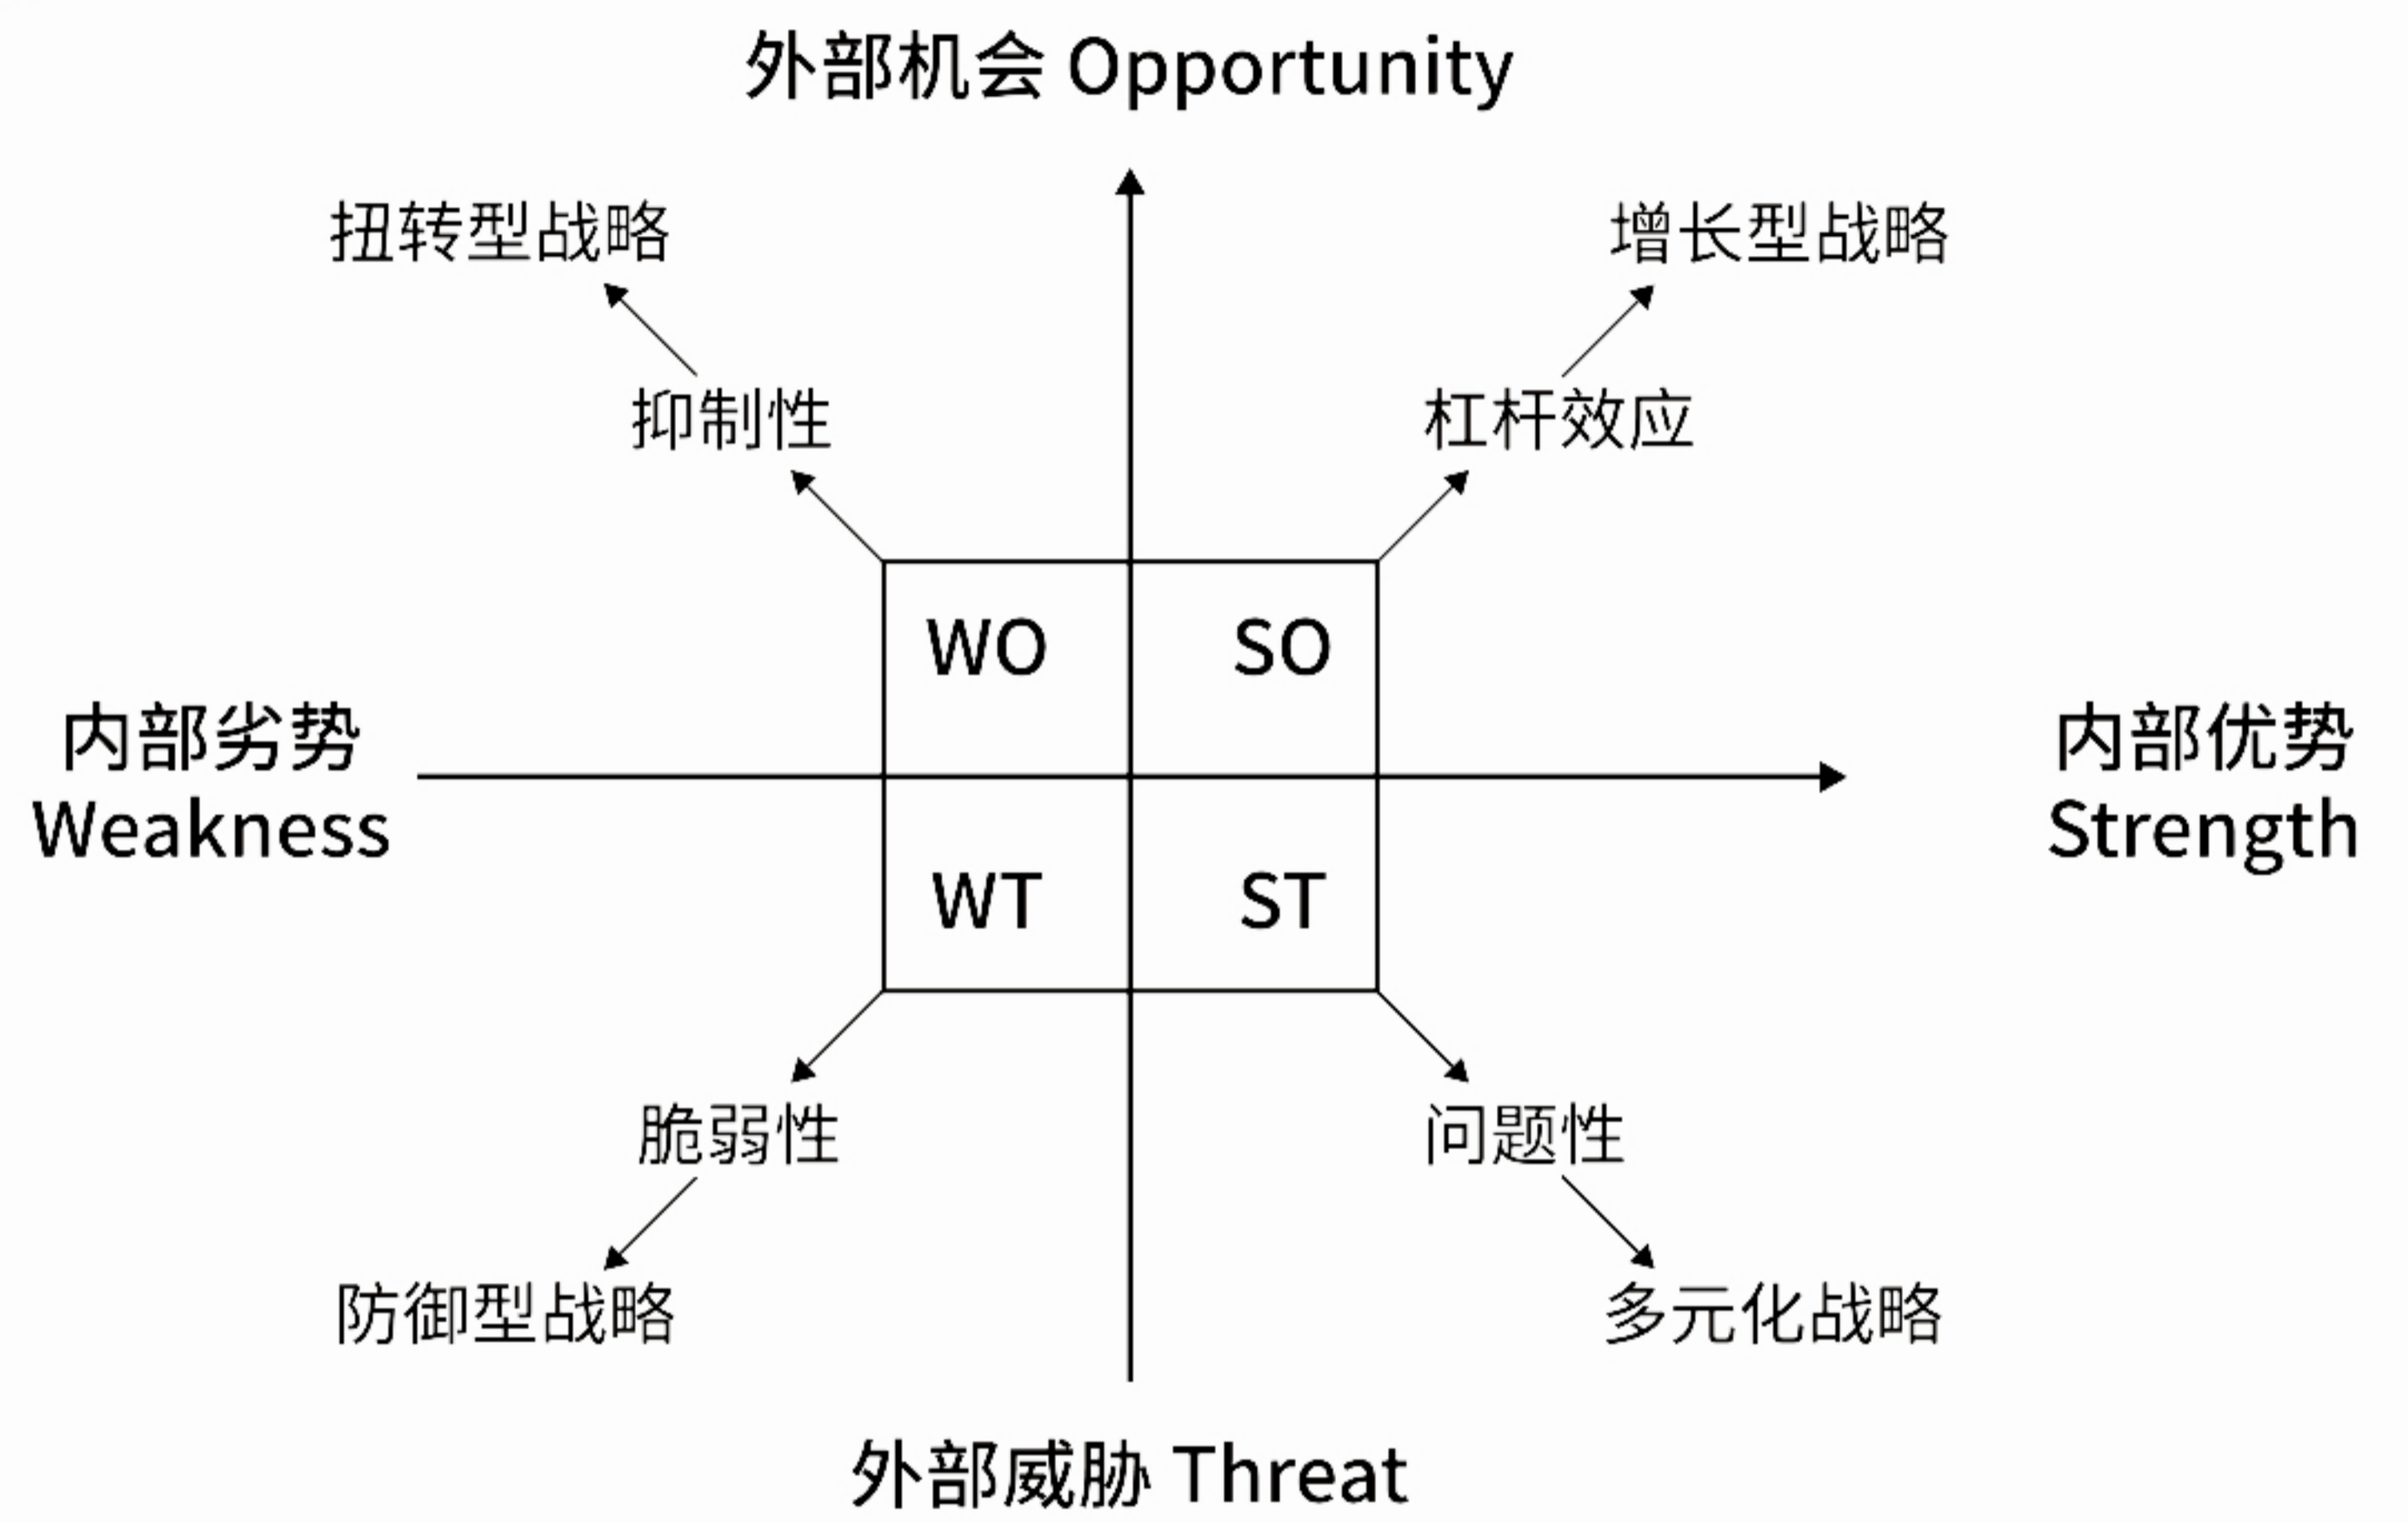 外部机会 Opportunity
扭转型战略
增长型战略
抑制性
杠杆效应
WO
SO
内部劣势
Weakness
内部优势
Strength
WT
ST
脆弱性
问题性
防御型战略
多元化战略
外部威胁 Threat